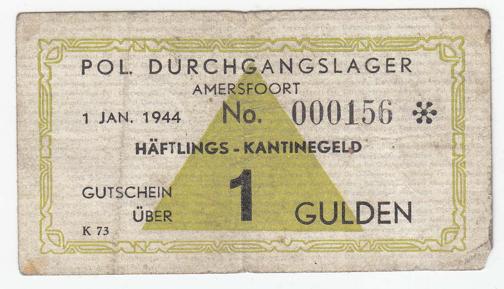 POL. DURCHGANGSLAGER
AMERSFOORT
1 JAN. 1944 No. 000156 *
HÄFTLINGS - KANTINEGELD
GUTSCHEIN
ÜBER 1 GULDEN
K 73